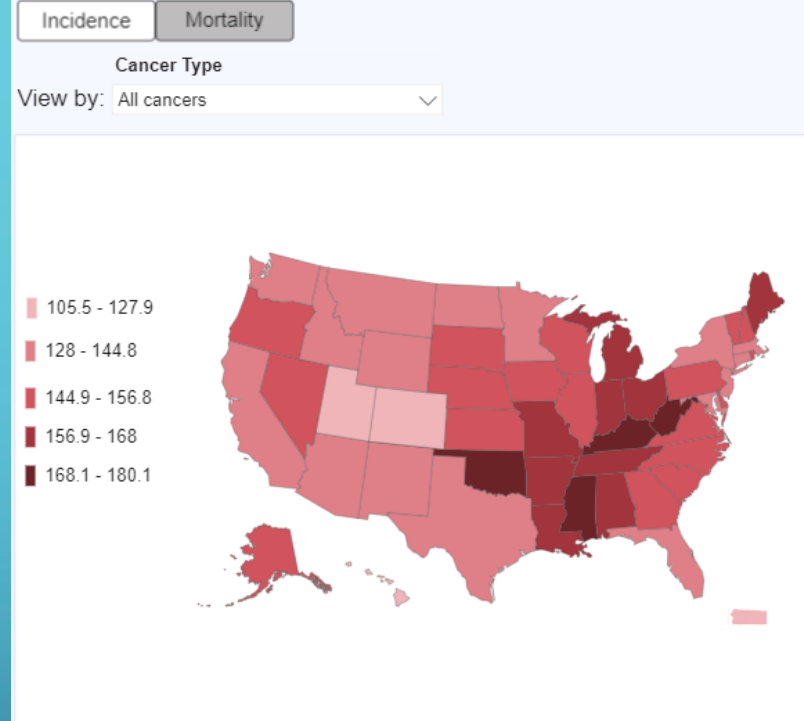 Incidence Mortality
Cancer Type
View by: All cancers
105.5 - 127.9
128 - 144.8
144.9 - 156.8
156.9 - 168
168.1 - 180.1